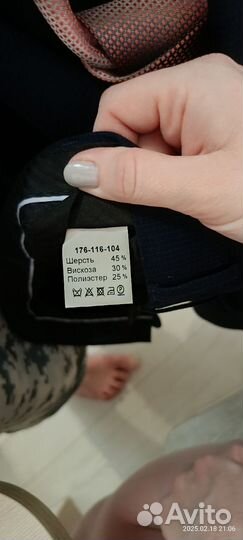 176-116-104
Шерсть 45%
Вискоза 30%
Полиэстер 25%
Avito
2025.02.18 21:06